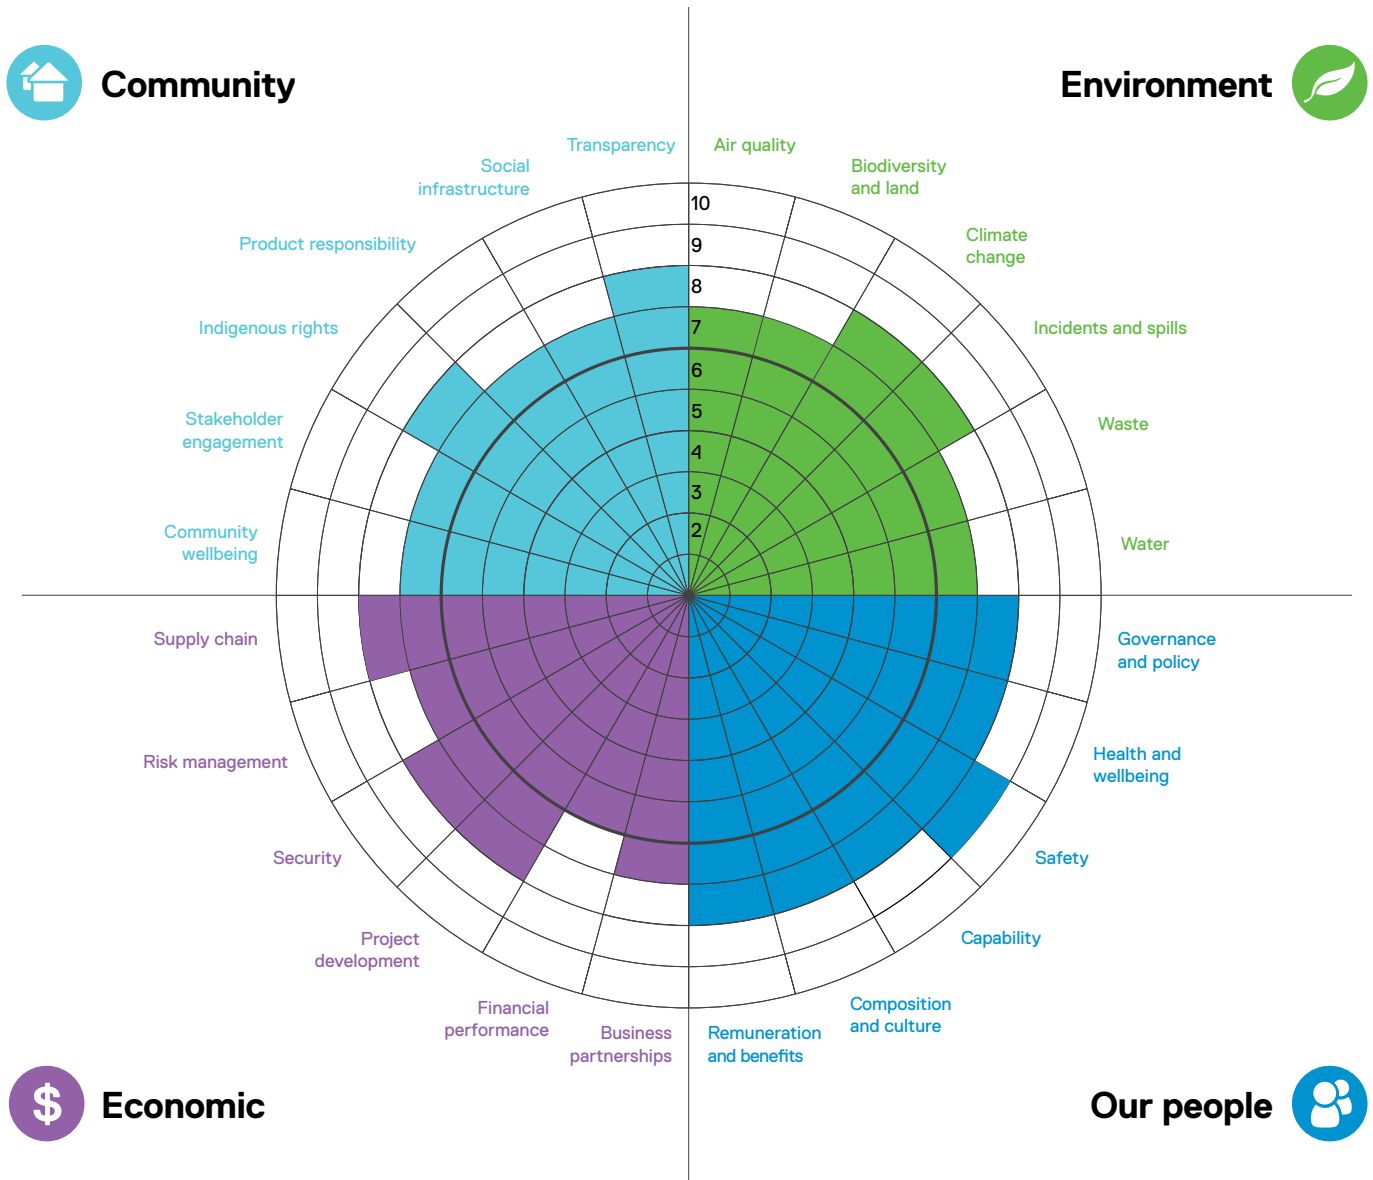 Community
Environment
Transparency
Air quality
Social
infrastructure
Biodiversity
and land
Product responsibility
Climate
change
Indigenous rights
Incidents and spills
Stakeholder
engagement
Waste
Community
wellbeing
Water
10
9
8
7
6
5
4
3
2
Supply chain
Governance
and policy
Risk management
Health and
wellbeing
Security
Safety
Project
development
Capability
Financial
performance
Composition
and culture
Business
partnerships
Remuneration
and benefits
$
Economic
Our people